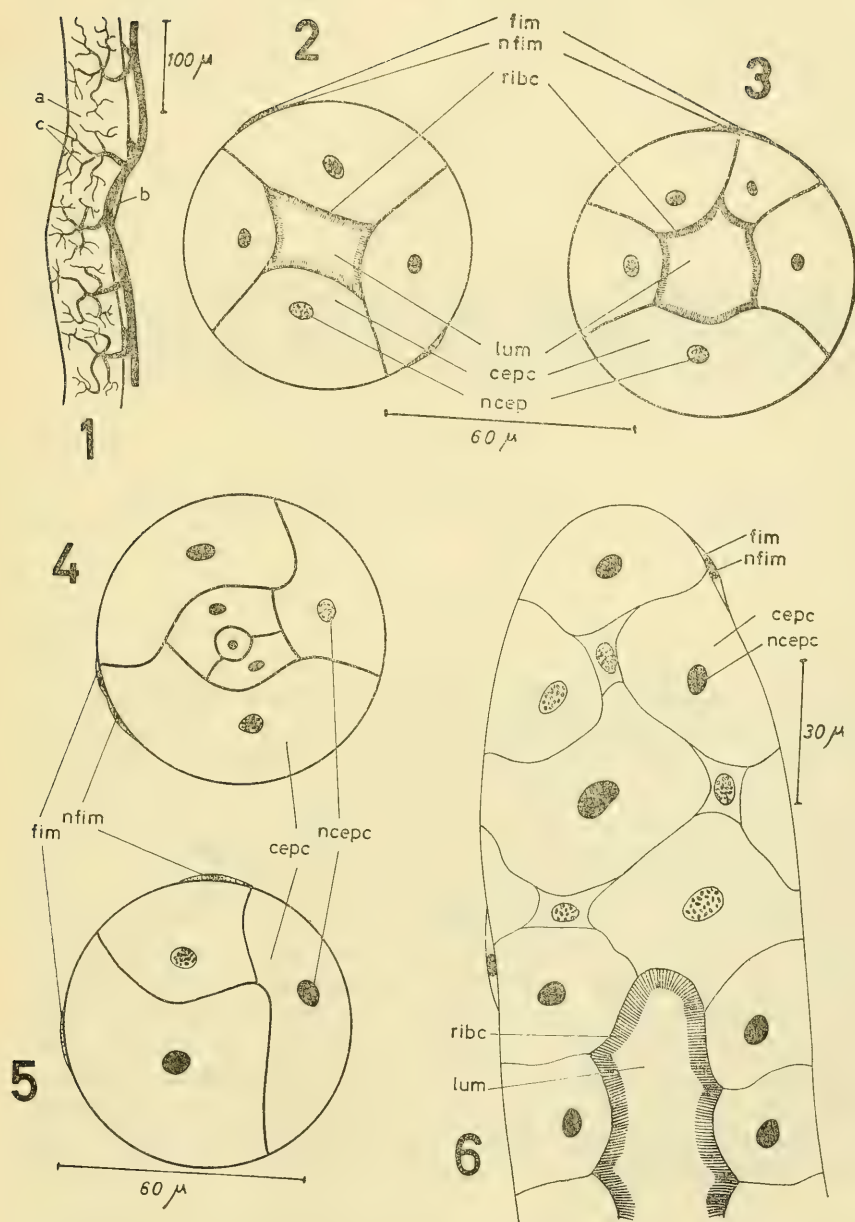 1
100 µ
a
c
b
2
fim
nfim
ribc
3
lum
cepc
ncep
60 µ
4
fim
nfim
cepc
ncepc
5
60 µ
fim
nfim
cepc
ncepc
30 µ
ribc
lum
6